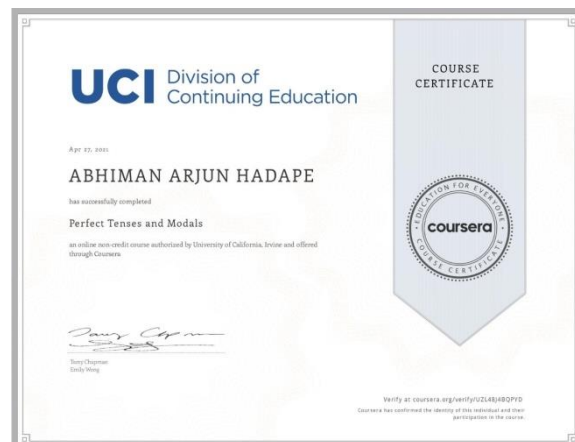 UCI Division of
Continuing Education
COURSE
CERTIFICATE
Apr 27, 2021
ABHIMAN ARJUN HADAPE
has successfully completed
Perfect Tenses and Modals
an online non-credit course authorized by University of California, Irvine and offered
through Coursera
EDUCATION FOR EVERYONE
coursera
COURSE CERTIFICATE
Tamy Chapman
Emily Wong
Verify at coursera.org/verify/UZL48J4BQPYD
Coursera has confirmed the identity of this individual and their
participation in the course.